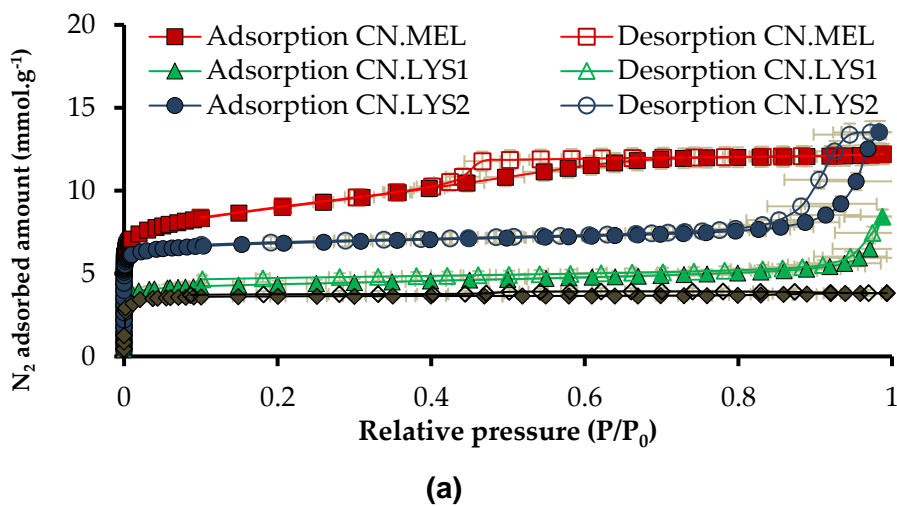 20
15
10
5
0
N₂ adsorbed amount (mmol.g⁻¹)
Adsorption CN.MEL
Desorption CN.MEL
Adsorption CN.LYS1
Desorption CN.LYS1
Adsorption CN.LYS2
Desorption CN.LYS2
0 0.2 0.4 0.6 0.8 1
Relative pressure (P/P₀)
(a)